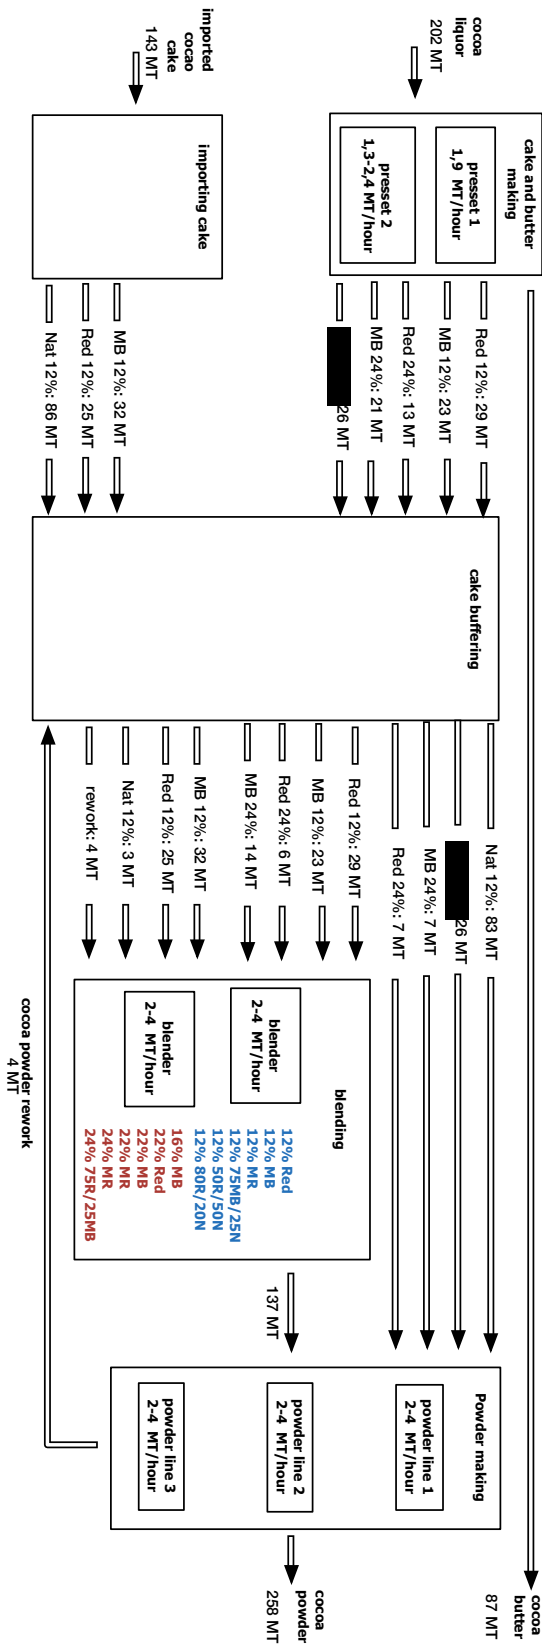 cocoa
liquor
202 MT
imported
cocao
cake
143 MT
cake and butter
making
presset 1
1,9 MT/hour
presset 2
1,3-2,4 MT/hour
importing cake
Red 12%: 29 MT
MB 12%: 23 MT
Red 24%: 13 MT
MB 24%: 21 MT
26 MT
MB 12%: 32 MT
Red 12%: 25 MT
Nat 12%: 86 MT
cake buffering
Nat 12%: 83 MT
26 MT
MB 24%: 7 MT
Red 24%: 7 MT
Red 12%: 29 MT
MB 12%: 23 MT
Red 24%: 6 MT
MB 24%: 14 MT
MB 12%: 32 MT
Red 12%: 25 MT
Nat 12%: 3 MT
rework: 4 MT
blending
blender
2-4 MT/hour
blender
2-4 MT/hour
12% Red
12% MB
12% MR
12% 75MB/25N
12% 50R/50N
12% 80R/20N
16% MB
22% Red
22% MB
22% MR
24% MR
24% 75R/25MB
cocoa powder rework
4 MT
137 MT
Powder making
powder line 1
2-4 MT/hour
powder line 2
2-4 MT/hour
powder line 3
2-4 MT/hour
cocoa
butter
87 MT
cocoa
powder
258 MT